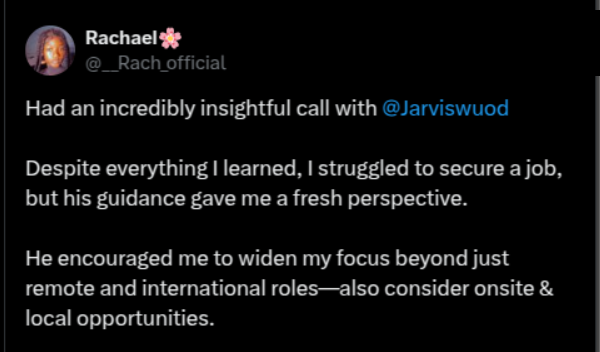 Rachael🌸
@__Rach_official
Had an incredibly insightful call with @Jarviswuod
Despite everything I learned, I struggled to secure a job,
but his guidance gave me a fresh perspective.
He encouraged me to widen my focus beyond just
remote and international roles—also consider onsite &
local opportunities.